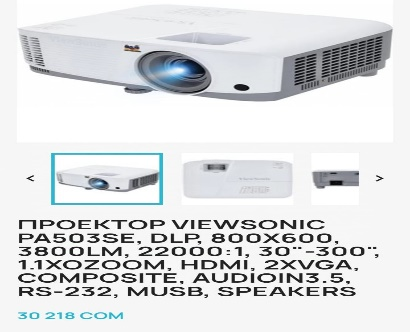 <
>
ПРОЕКТОР VIEWSONIC
PA503SE, DLP, 800X600,
3800LM, 22000:1, 30"-300",
1.1XOZOOM, HDMI, 2XVGA,
COMPOSITE, AUDIOIN3.5,
RS-232, MUSB, SPEAKERS
30 218 СОМ